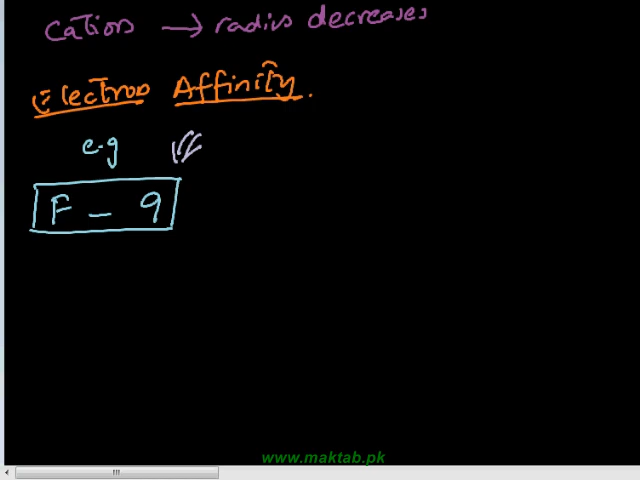 Cations → radius decreases
Electron Affinity.
e.g
F – 9
www.maktab.pk